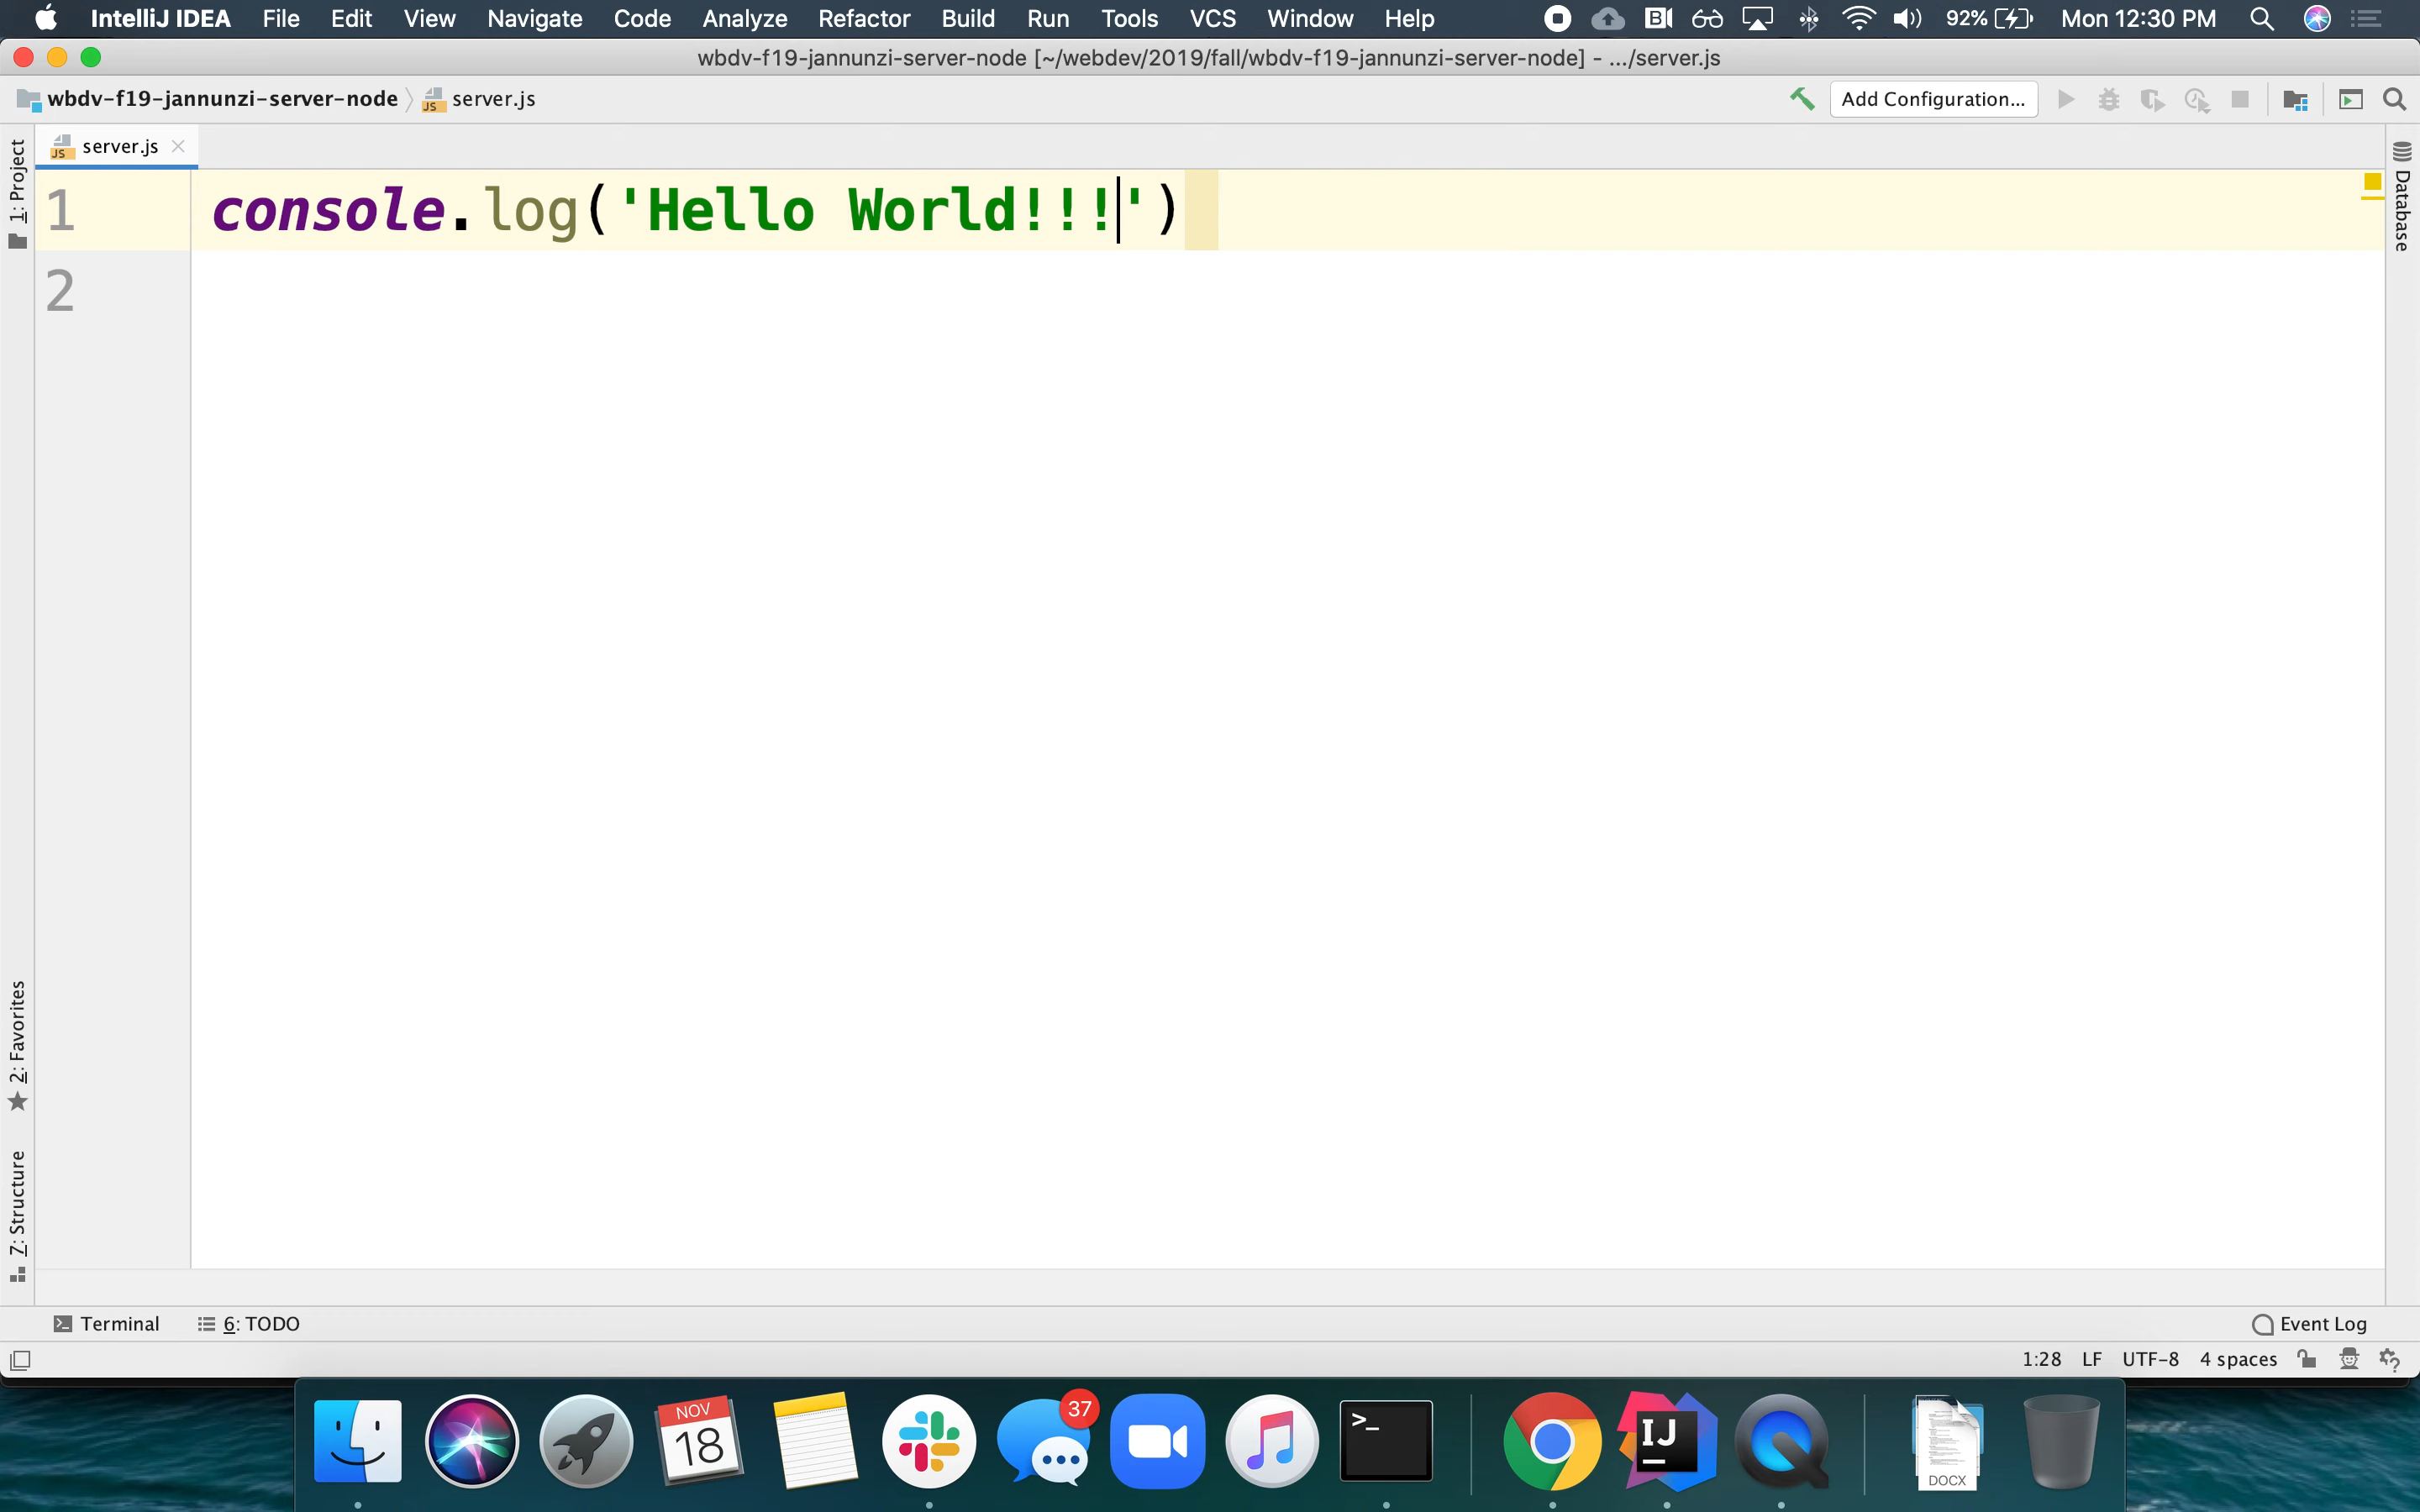 IntelliJ IDEA File Edit View Navigate Code Analyze Refactor Build Run Tools VCS Window Help 92% Mon 12:30 PM
wbdv-f19-jannunzi-server-node [~/webdev/2019/fall/wbdv-f19-jannunzi-server-node] - .../server.js
wbdv-f19-jannunzi-server-node server.js Add Configuration...
JS server.js
1: Project
Database
1 console.log('Hello World!!!')
2
2: Favorites
7: Structure
Terminal 6: TODO Event Log
1:28 LF UTF-8 4 spaces
NOV
18
37
>_
IJ
DOCX